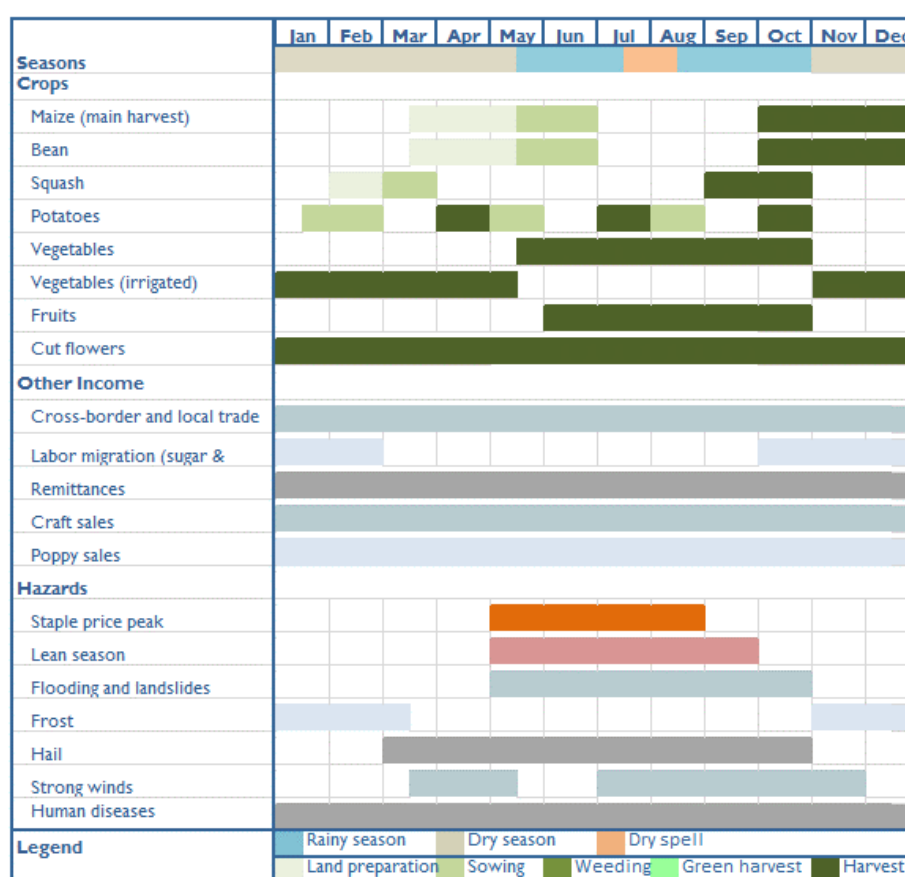 Jan Feb Mar Apr May Jun Jul Aug Sep Oct Nov Dec
Seasons
Crops
Maize (main harvest)
Bean
Squash
Potatoes
Vegetables
Vegetables (irrigated)
Fruits
Cut flowers
Other Income
Cross-border and local trade
Labor migration (sugar &
Remittances
Craft sales
Poppy sales
Hazards
Staple price peak
Lean season
Flooding and landslides
Frost
Hail
Strong winds
Human diseases
Legend
Rainy season Dry season Dry spell
Land preparation Sowing Weeding Green harvest Harvest